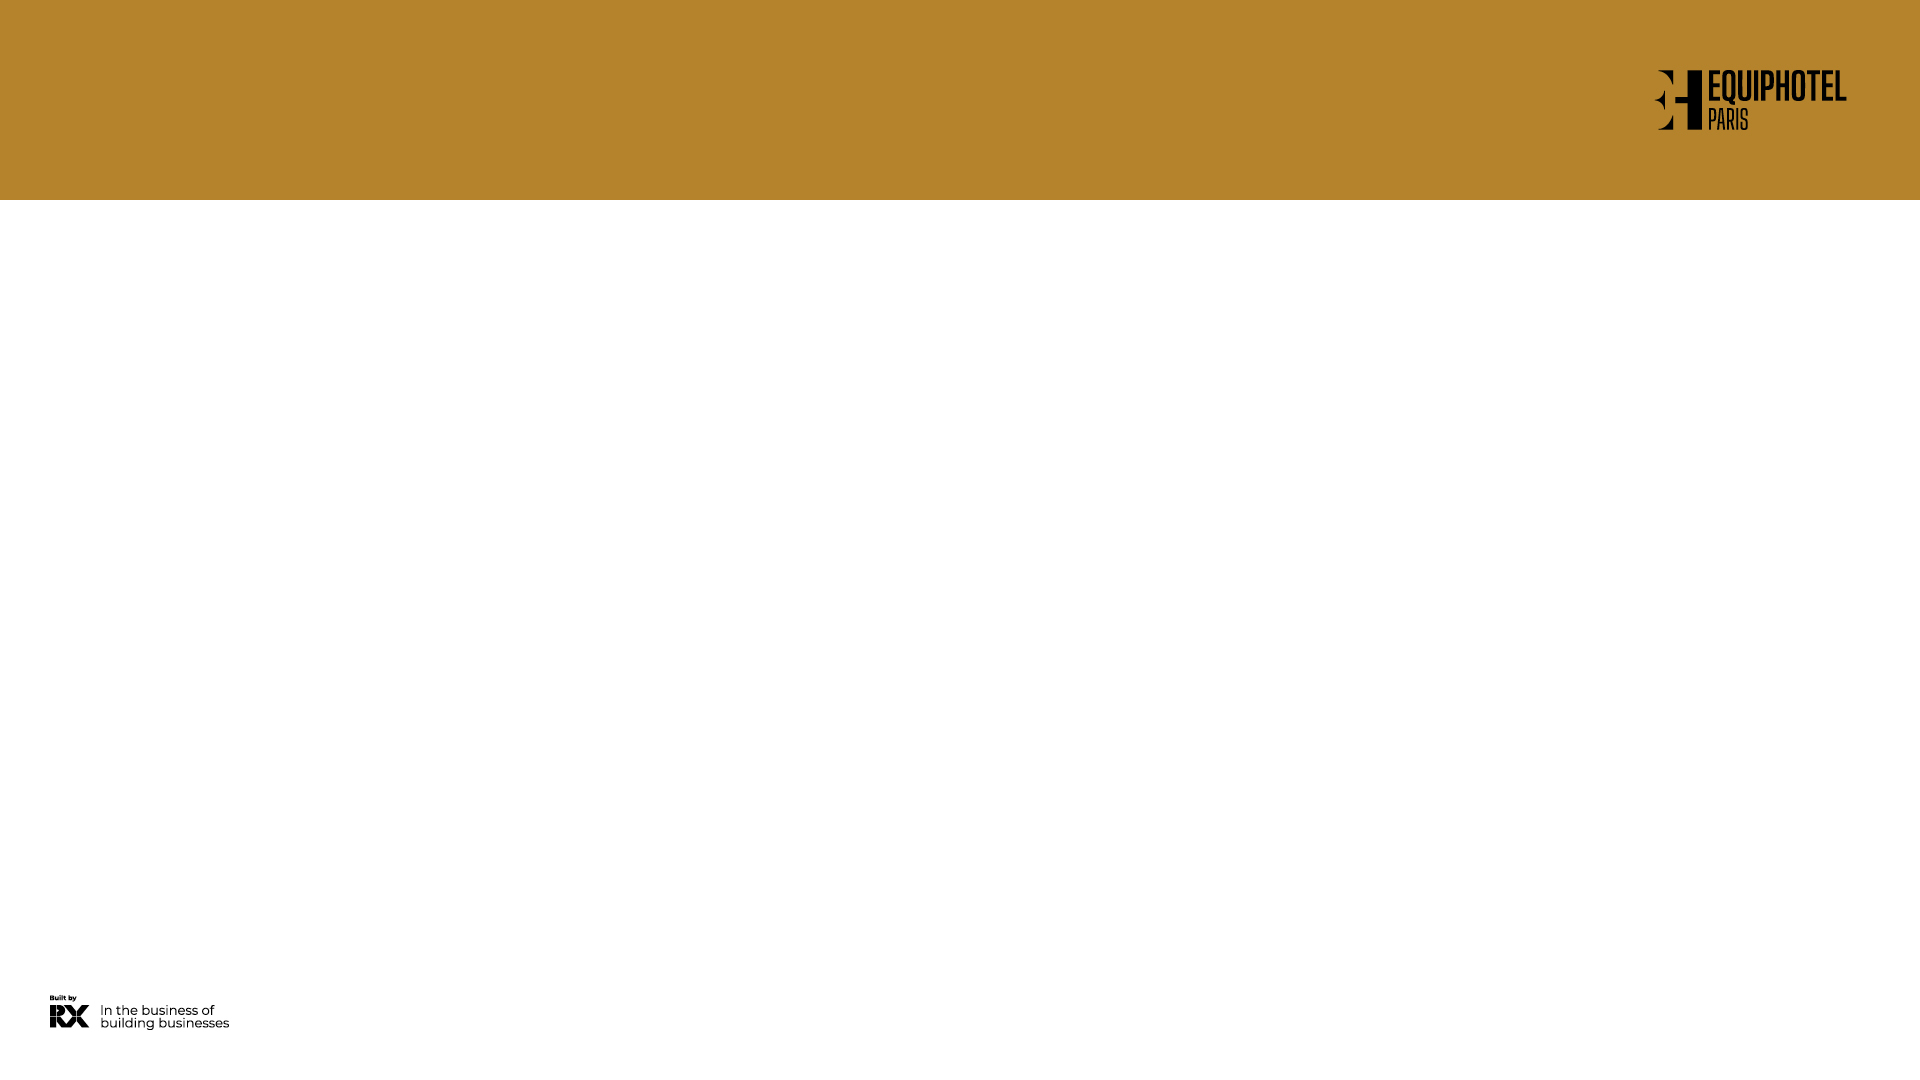 EQUIPHOTEL
PARIS
Built by
RX
In the business of
building businesses